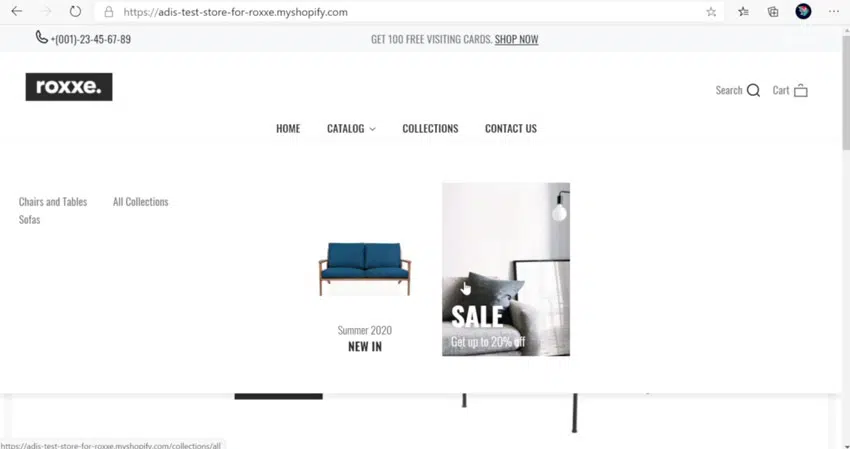 https://adis-test-store-for-roxxe.myshopify.com
+(001)-23-45-67-89
GET 100 FREE VISITING CARDS. SHOP NOW
roxxe.
Search
Cart
HOME
CATALOG
COLLECTIONS
CONTACT US
Chairs and Tables
All Collections
Sofas
SALE
Get up to 20% off
Summer 2020
NEW IN
https://adis-test-store-for-roxxe.myshopify.com/collections/all